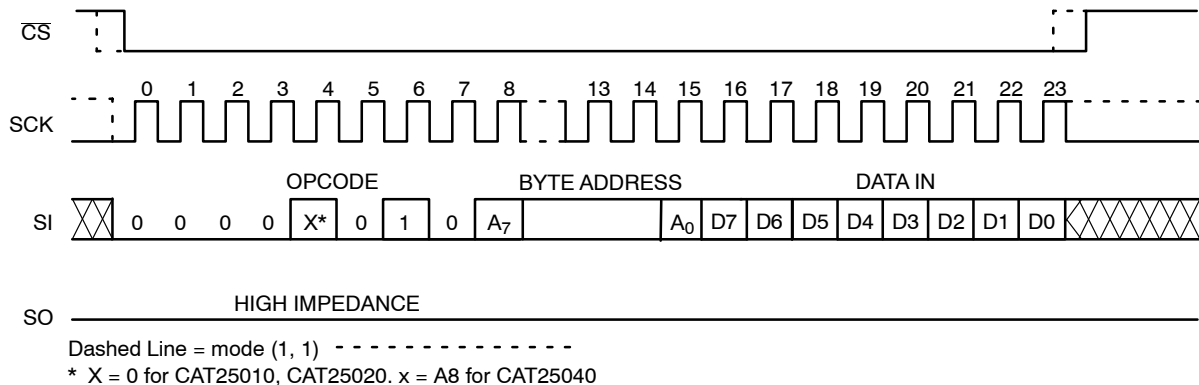 CS
0 1 2 3 4 5 6 7 8 13 14 15 16 17 18 19 20 21 22 23
SCK
OPCODE BYTE ADDRESS DATA IN
SI 0 0 0 0 X* 0 1 0 A7 A0 D7 D6 D5 D4 D3 D2 D1 D0
HIGH IMPEDANCE
SO
Dashed Line = mode (1, 1)
* X = 0 for CAT25010, CAT25020. x = A8 for CAT25040